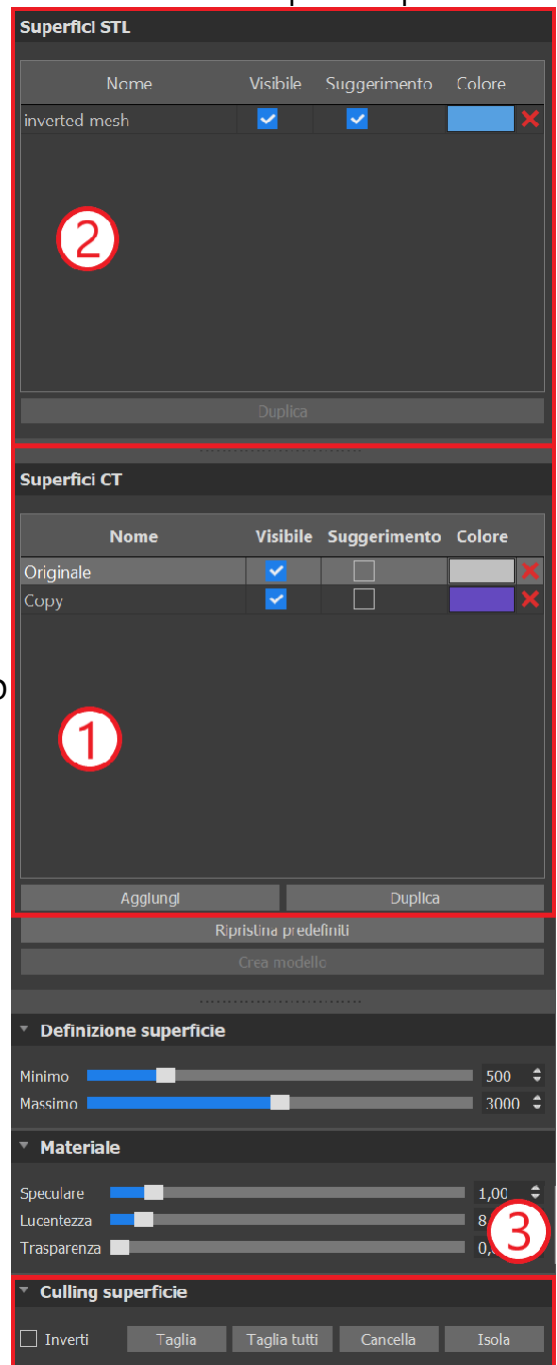 Superfici STL
Nome Visibile Suggerimento Colore
inverted mesh
2
Duplica
Superfici CT
Nome Visibile Suggerimento Colore
Originale
Copy
1
Aggiungi Duplica
Ripristina predefiniti
Crea modello
Definizione superficie
Minimo 500
Massimo 3000
Materiale
Speculare 1,00
Lucentezza 8
Trasparenza 0,
3
Culling superficie
Inverti Taglia Taglia tutti Cancella Isola